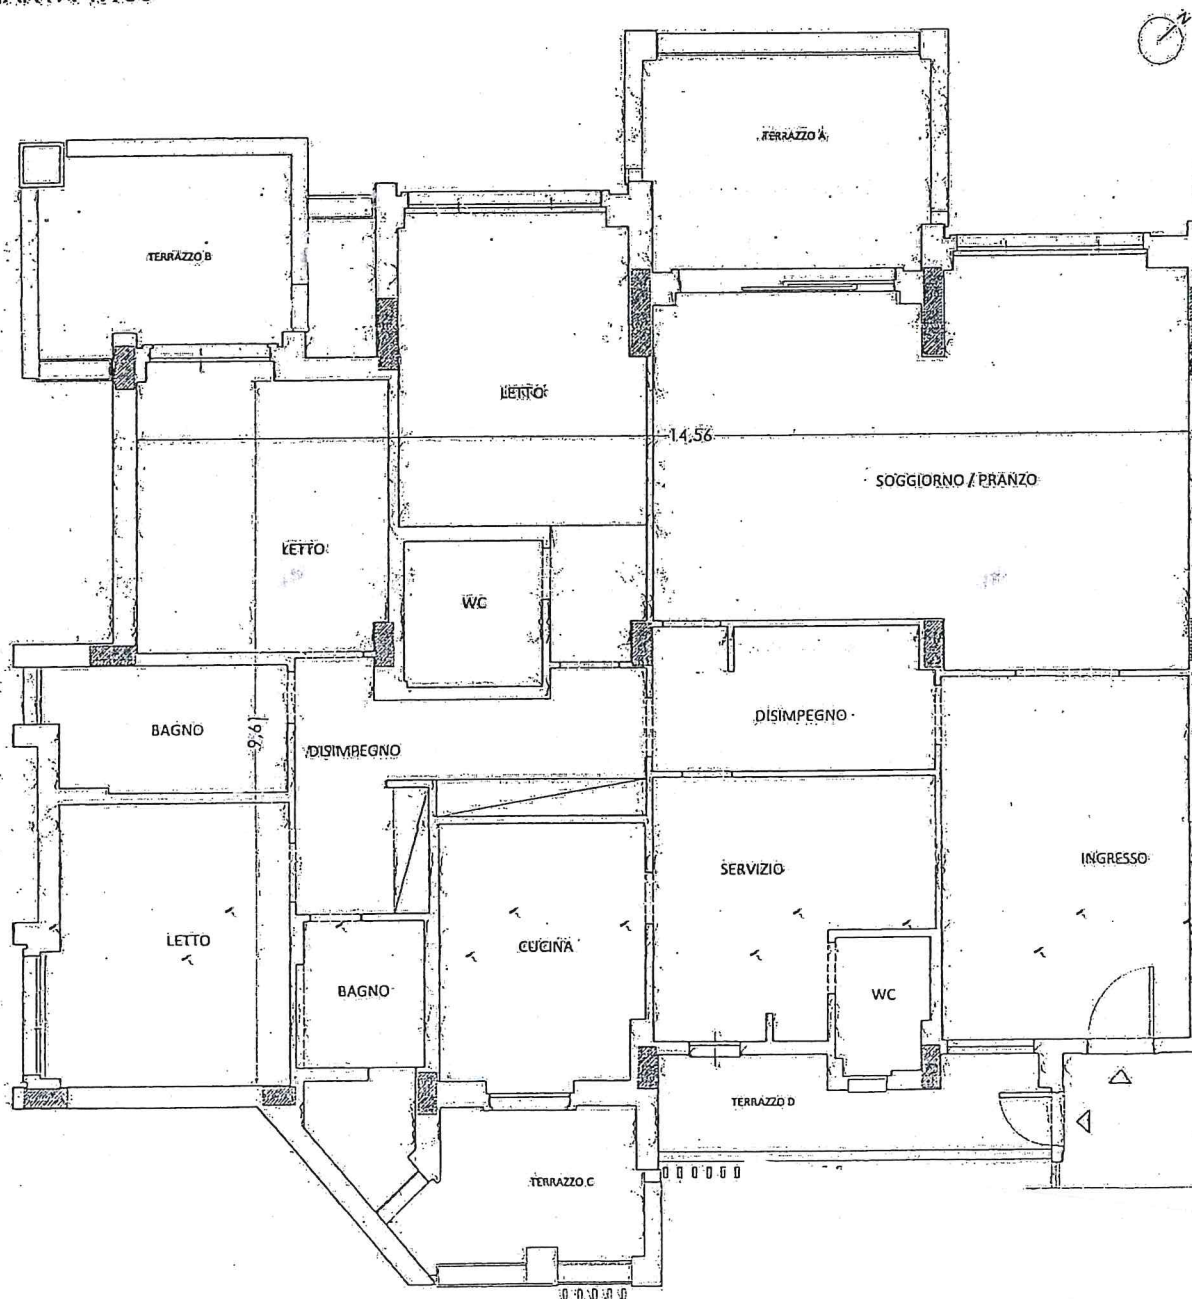 N
TERRAZZO A
TERRAZZO B
LETTO
14,56
SOGGIORNO / PRANZO
LETTO
WC
BAGNO
9,61
DISIMPEGNO
DISIMPEGNO
SERVIZIO
INGRESSO
LETTO
CUCINA
BAGNO
WC
TERRAZZO D
TERRAZZO C